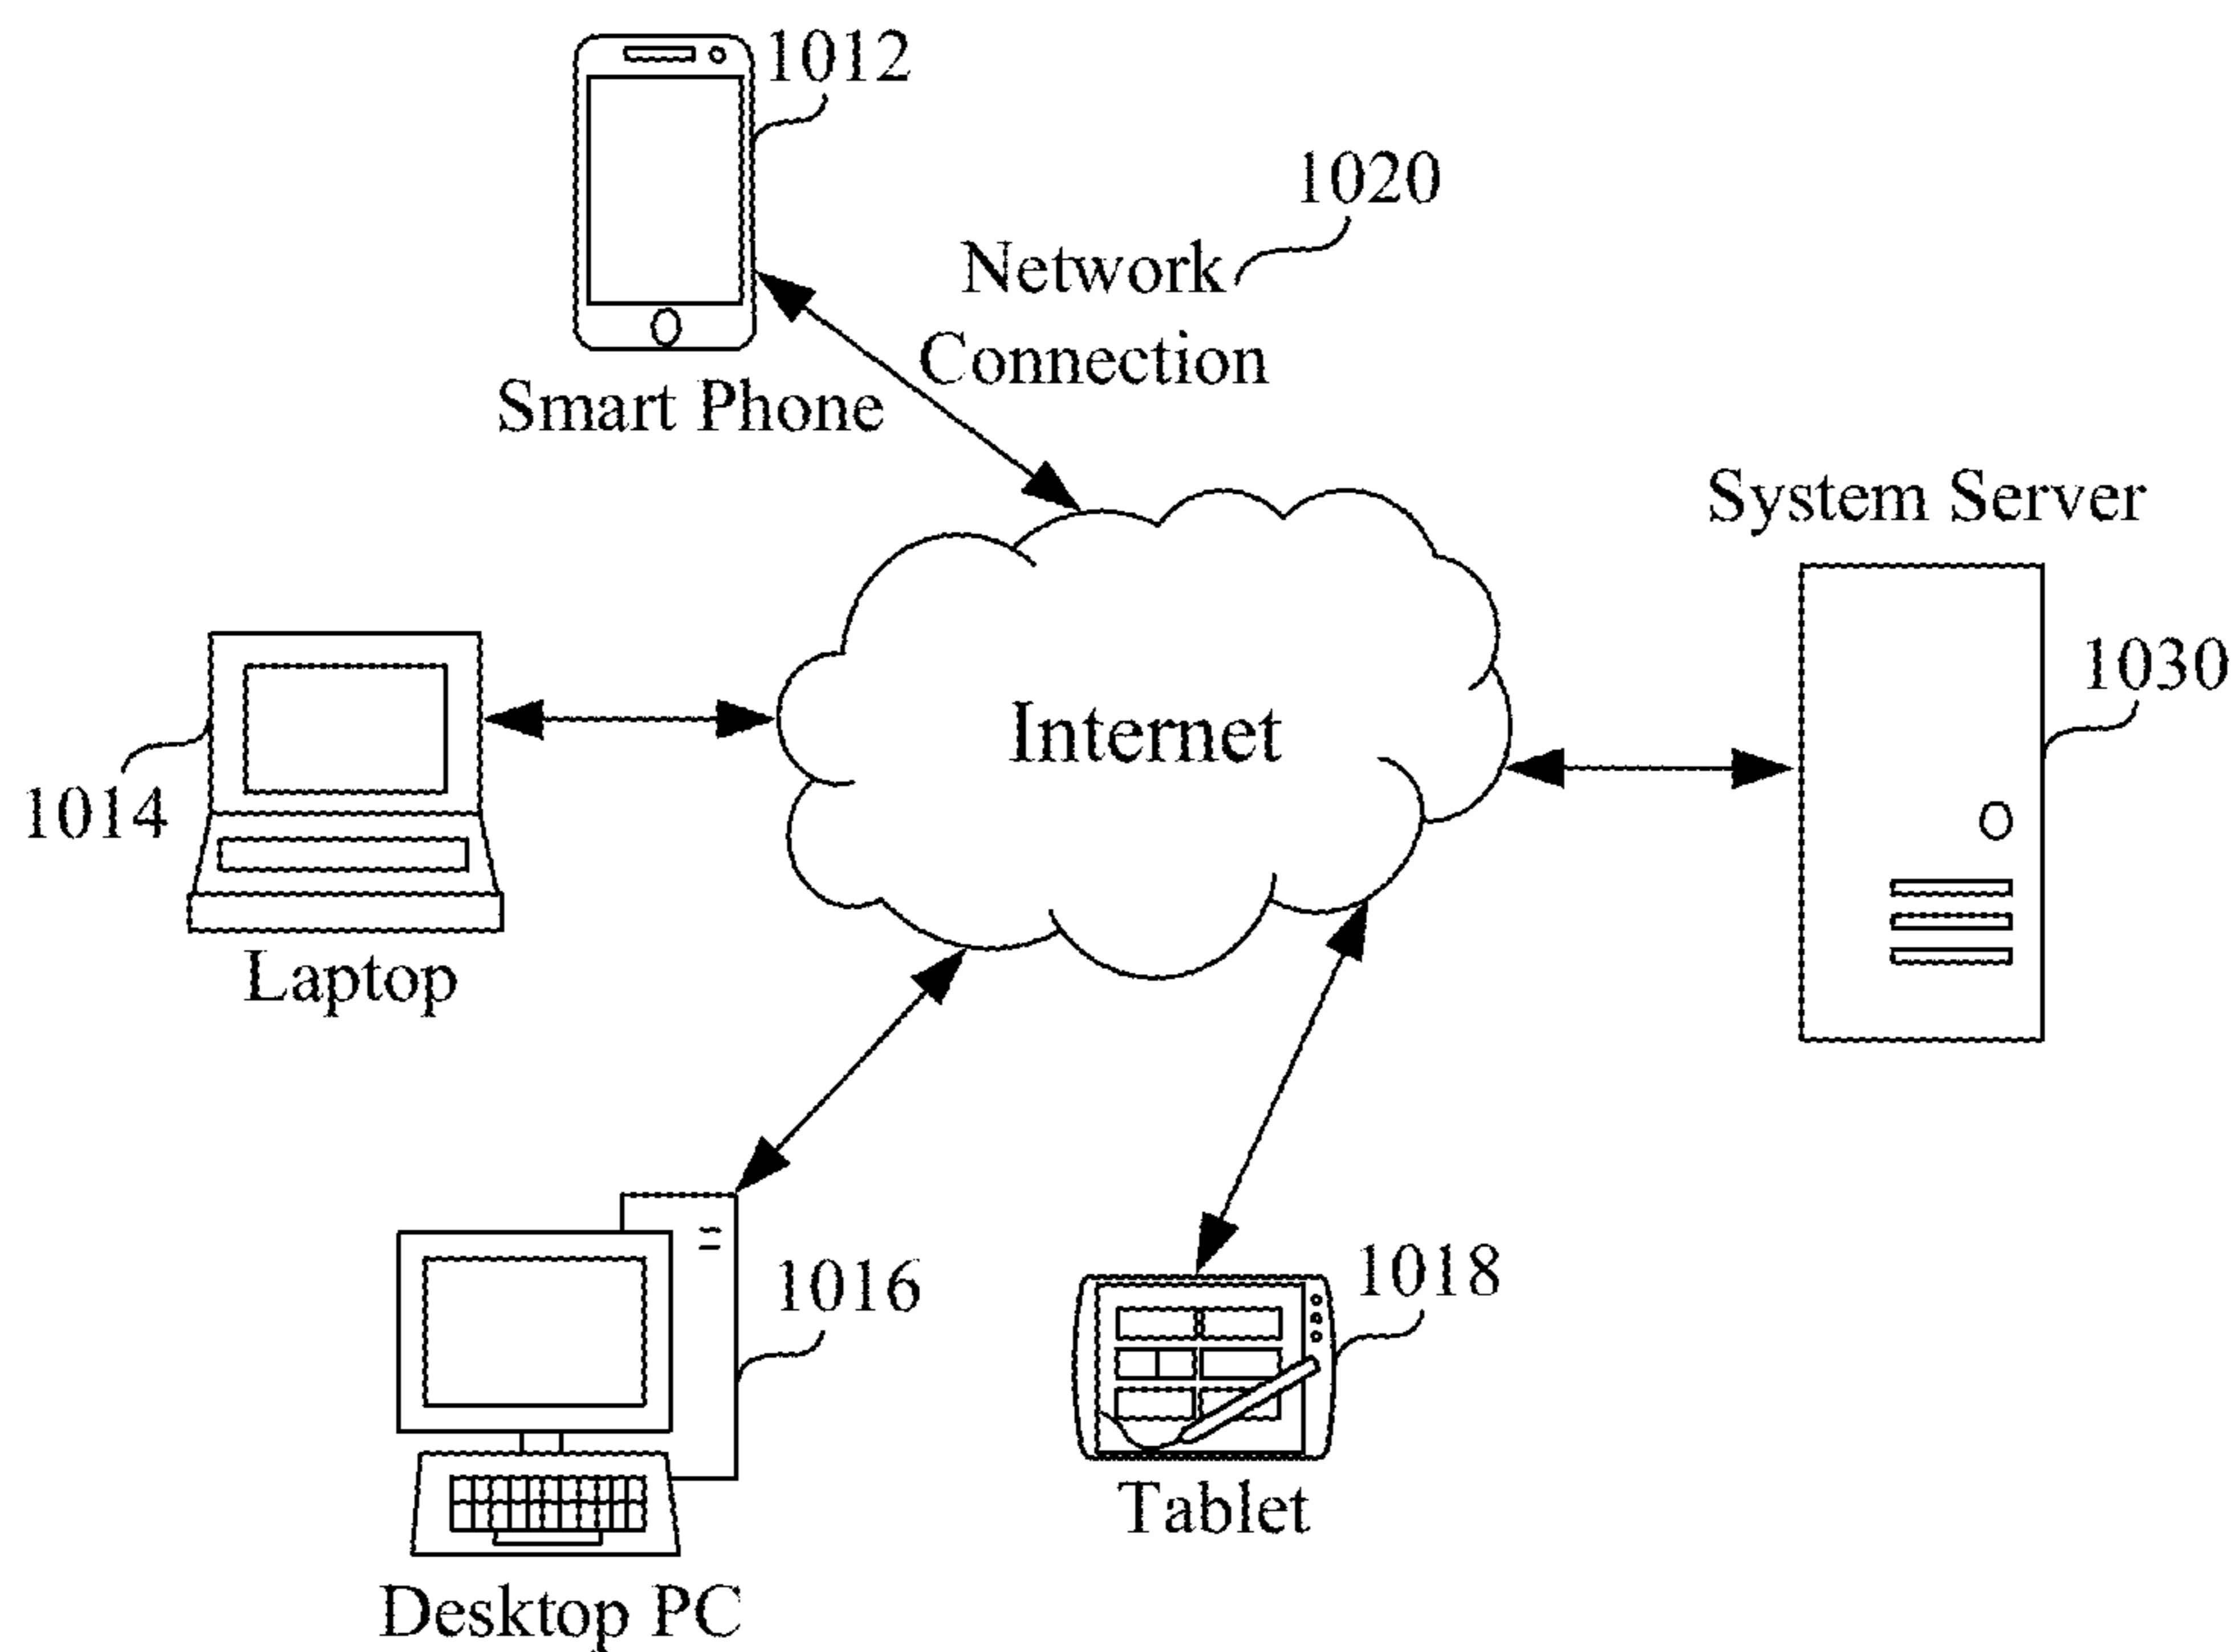 1012
1020
Network
Connection
Smart Phone
System Server
1030
Internet
1014
Laptop
1016
1018
Tablet
Desktop PC